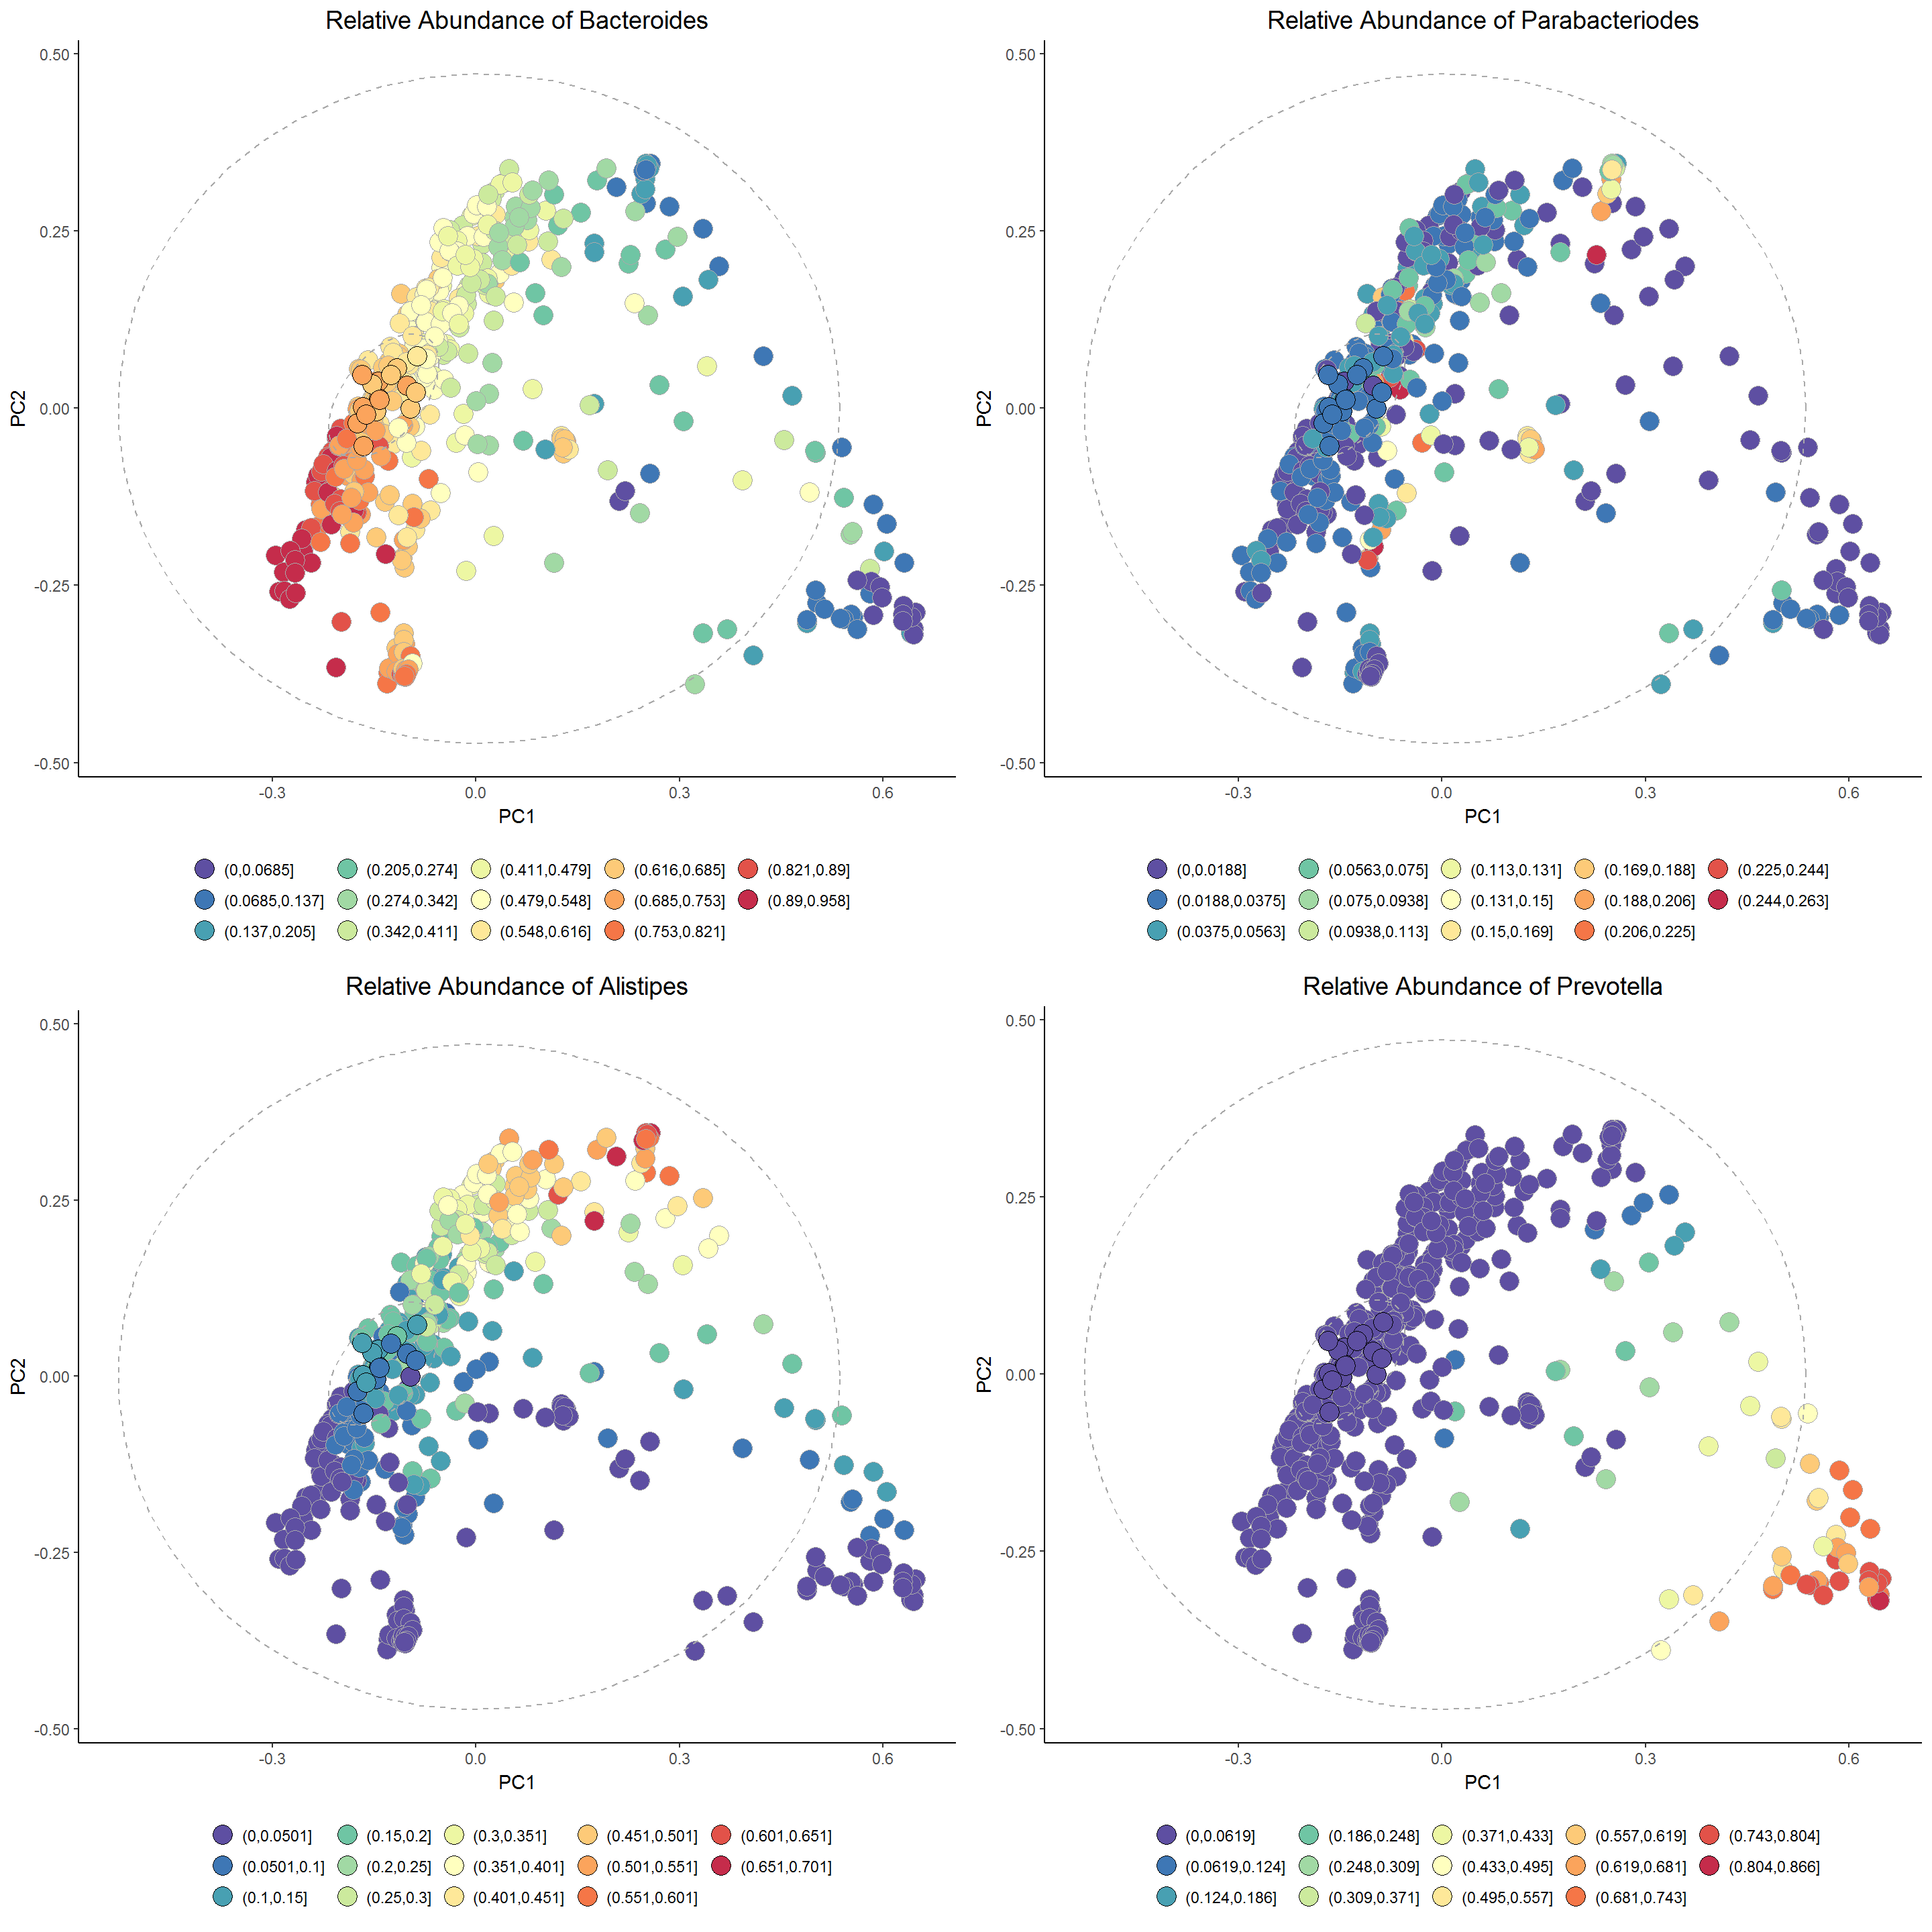 Relative Abundance of Bacteroides
0.50
0.25
0.00
-0.25
-0.50
PC2
-0.3 0.0 0.3 0.6
PC1
(0,0.0685] (0.205,0.274] (0.411,0.479] (0.616,0.685] (0.821,0.89]
(0.0685,0.137] (0.274,0.342] (0.479,0.548] (0.685,0.753] (0.89,0.958]
(0.137,0.205] (0.342,0.411] (0.548,0.616] (0.753,0.821]
Relative Abundance of Parabacteriodes
0.50
0.25
0.00
-0.25
-0.50
PC2
-0.3 0.0 0.3 0.6
PC1
(0,0.0188] (0.0563,0.075] (0.113,0.131] (0.169,0.188] (0.225,0.244]
(0.0188,0.0375] (0.075,0.0938] (0.131,0.15] (0.188,0.206] (0.244,0.263]
(0.0375,0.0563] (0.0938,0.113] (0.15,0.169] (0.206,0.225]
Relative Abundance of Alistipes
0.50
0.25
0.00
-0.25
-0.50
PC2
-0.3 0.0 0.3 0.6
PC1
(0,0.0501] (0.15,0.2] (0.3,0.351] (0.451,0.501] (0.601,0.651]
(0.0501,0.1] (0.2,0.25] (0.351,0.401] (0.501,0.551] (0.651,0.701]
(0.1,0.15] (0.25,0.3] (0.401,0.451] (0.551,0.601]
Relative Abundance of Prevotella
0.50
0.25
0.00
-0.25
-0.50
PC2
-0.3 0.0 0.3 0.6
PC1
(0,0.0619] (0.186,0.248] (0.371,0.433] (0.557,0.619] (0.743,0.804]
(0.0619,0.124] (0.248,0.309] (0.433,0.495] (0.619,0.681] (0.804,0.866]
(0.124,0.186] (0.309,0.371] (0.495,0.557] (0.681,0.743]